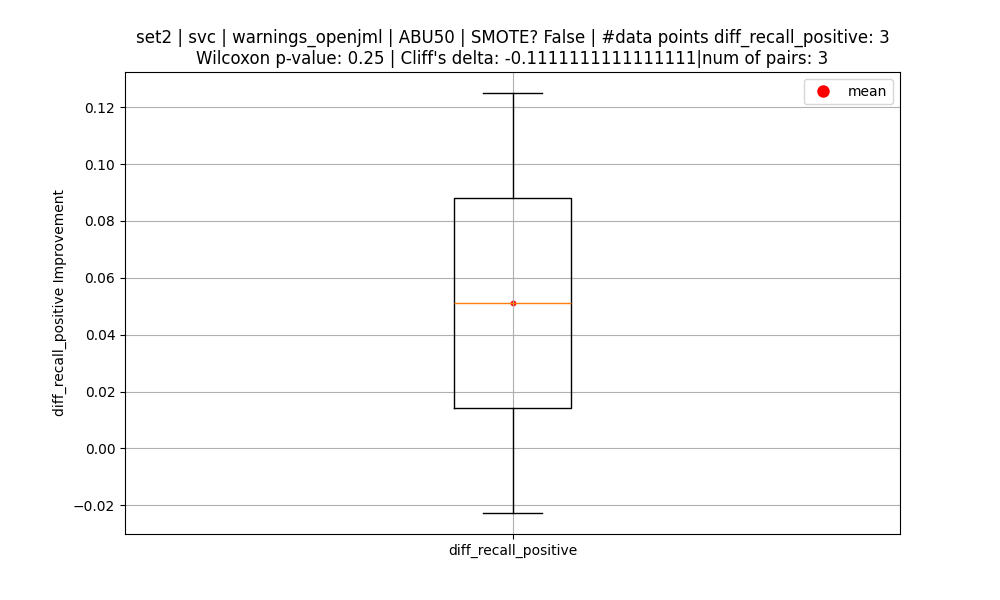 set2 | svc | warnings_openjml | ABU50 | SMOTE? False | #data points diff_recall_positive: 3
Wilcoxon p-value: 0.25 | Cliff's delta: -0.1111111111111111|num of pairs: 3
mean
diff_recall_positive Improvement
0.12
0.10
0.08
0.06
0.04
0.02
0.00
−0.02
diff_recall_positive